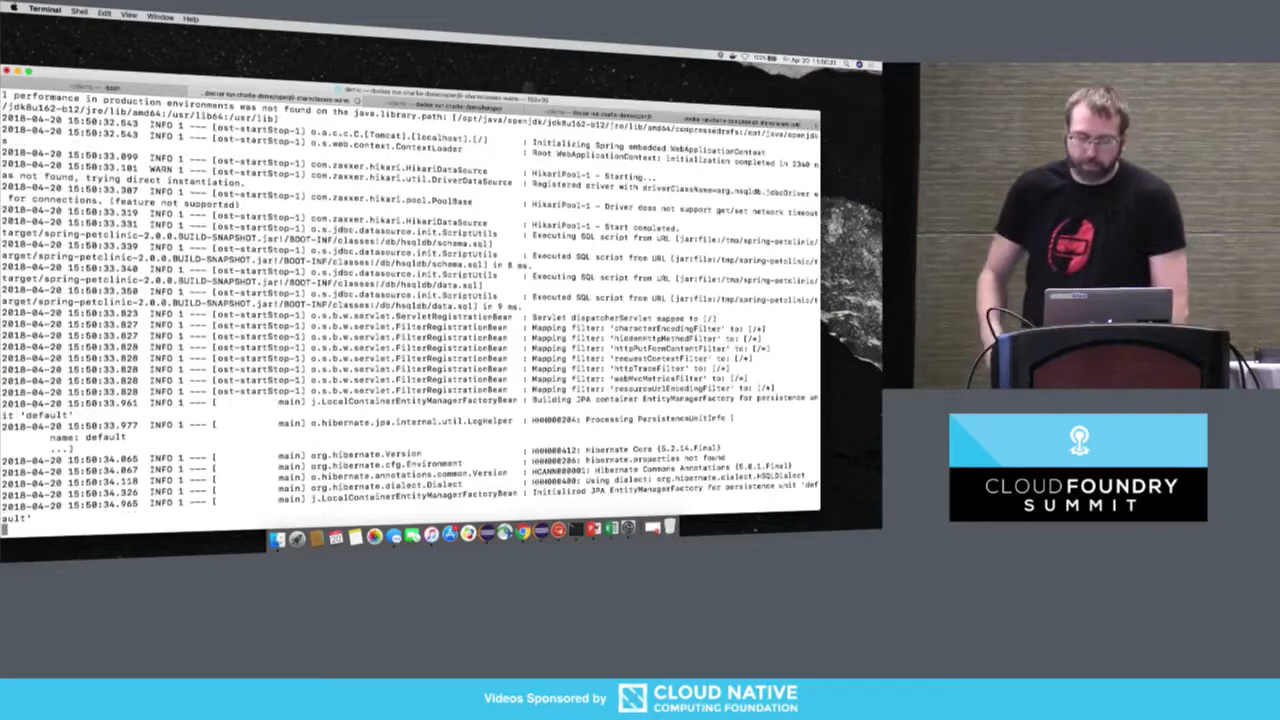 Terminal Shell Edit View Window Help
100% Fri Apr 20 11:50:31
l performance in production environments was not found on the java.library.path: [/opt/java/openjdk/jdk8u162-b12/jre/lib/amd64/compressedrefs:/opt/java/openjdk
/jdk8u162-b12/jre/lib/amd64:/usr/lib64:/usr/lib]
2018-04-20 15:50:32.543 INFO 1 --- [ost-startStop-1] o.a.c.c.C.[Tomcat].[localhost].[/] : Initializing Spring embedded WebApplicationContext
2018-04-20 15:50:32.543 INFO 1 --- [ost-startStop-1] o.s.web.context.ContextLoader : Root WebApplicationContext: initialization completed in 2340 m
s
2018-04-20 15:50:33.099 INFO 1 --- [ost-startStop-1] com.zaxxer.hikari.HikariDataSource : HikariPool-1 - Starting...
2018-04-20 15:50:33.101 WARN 1 --- [ost-startStop-1] com.zaxxer.hikari.util.DriverDataSource : Registered driver with driverClassName=org.hsqldb.jdbcDriver w
as not found, trying direct instantiation.
2018-04-20 15:50:33.307 INFO 1 --- [ost-startStop-1] com.zaxxer.hikari.pool.PoolBase : HikariPool-1 - Driver does not support get/set network timeout
for connections. (feature not supported)
2018-04-20 15:50:33.319 INFO 1 --- [ost-startStop-1] com.zaxxer.hikari.HikariDataSource : HikariPool-1 - Start completed.
2018-04-20 15:50:33.331 INFO 1 --- [ost-startStop-1] o.s.jdbc.datasource.init.ScriptUtils : Executing SQL script from URL [jar:file:/tmp/spring-petclinic/
target/spring-petclinic-2.0.0.BUILD-SNAPSHOT.jar!/BOOT-INF/classes!/db/hsqldb/schema.sql]
2018-04-20 15:50:33.339 INFO 1 --- [ost-startStop-1] o.s.jdbc.datasource.init.ScriptUtils : Executed SQL script from URL [jar:file:/tmp/spring-petclinic/t
arget/spring-petclinic-2.0.0.BUILD-SNAPSHOT.jar!/BOOT-INF/classes!/db/hsqldb/schema.sql] in 8 ms.
2018-04-20 15:50:33.340 INFO 1 --- [ost-startStop-1] o.s.jdbc.datasource.init.ScriptUtils : Executing SQL script from URL [jar:file:/tmp/spring-petclinic/
target/spring-petclinic-2.0.0.BUILD-SNAPSHOT.jar!/BOOT-INF/classes!/db/hsqldb/data.sql]
2018-04-20 15:50:33.350 INFO 1 --- [ost-startStop-1] o.s.jdbc.datasource.init.ScriptUtils : Executed SQL script from URL [jar:file:/tmp/spring-petclinic/t
arget/spring-petclinic-2.0.0.BUILD-SNAPSHOT.jar!/BOOT-INF/classes!/db/hsqldb/data.sql] in 9 ms.
2018-04-20 15:50:33.823 INFO 1 --- [ost-startStop-1] o.s.b.w.servlet.ServletRegistrationBean : Servlet dispatcherServlet mapped to [/]
2018-04-20 15:50:33.827 INFO 1 --- [ost-startStop-1] o.s.b.w.servlet.FilterRegistrationBean : Mapping filter: 'characterEncodingFilter' to: [/*]
2018-04-20 15:50:33.827 INFO 1 --- [ost-startStop-1] o.s.b.w.servlet.FilterRegistrationBean : Mapping filter: 'hiddenHttpMethodFilter' to: [/*]
2018-04-20 15:50:33.828 INFO 1 --- [ost-startStop-1] o.s.b.w.servlet.FilterRegistrationBean : Mapping filter: 'httpPutFormContentFilter' to: [/*]
2018-04-20 15:50:33.828 INFO 1 --- [ost-startStop-1] o.s.b.w.servlet.FilterRegistrationBean : Mapping filter: 'requestContextFilter' to: [/*]
2018-04-20 15:50:33.828 INFO 1 --- [ost-startStop-1] o.s.b.w.servlet.FilterRegistrationBean : Mapping filter: 'httpTraceFilter' to: [/*]
2018-04-20 15:50:33.828 INFO 1 --- [ost-startStop-1] o.s.b.w.servlet.FilterRegistrationBean : Mapping filter: 'webMvcMetricsFilter' to: [/*]
2018-04-20 15:50:33.828 INFO 1 --- [ost-startStop-1] o.s.b.w.servlet.FilterRegistrationBean : Mapping filter: 'resourceUrlEncodingFilter' to: [/*]
2018-04-20 15:50:33.961 INFO 1 --- [ main] j.LocalContainerEntityManagerFactoryBean : Building JPA container EntityManagerFactory for persistence un
it 'default'
2018-04-20 15:50:33.977 INFO 1 --- [ main] o.hibernate.jpa.internal.util.LogHelper : HHH000204: Processing PersistenceUnitInfo [
name: default
...]
2018-04-20 15:50:34.065 INFO 1 --- [ main] org.hibernate.Version : HHH000412: Hibernate Core {5.2.14.Final}
2018-04-20 15:50:34.067 INFO 1 --- [ main] org.hibernate.cfg.Environment : HHH000206: hibernate.properties not found
2018-04-20 15:50:34.118 INFO 1 --- [ main] o.hibernate.annotations.common.Version : HCANN000001: Hibernate Commons Annotations {5.0.1.Final}
2018-04-20 15:50:34.326 INFO 1 --- [ main] org.hibernate.dialect.Dialect : HHH000400: Using dialect: org.hibernate.dialect.HSQLDialect
2018-04-20 15:50:34.965 INFO 1 --- [ main] j.LocalContainerEntityManagerFactoryBean : Initialized JPA EntityManagerFactory for persistence unit 'def
ault'
CLOUD FOUNDRY
SUMMIT
Videos Sponsored by
CLOUD NATIVE
COMPUTING FOUNDATION